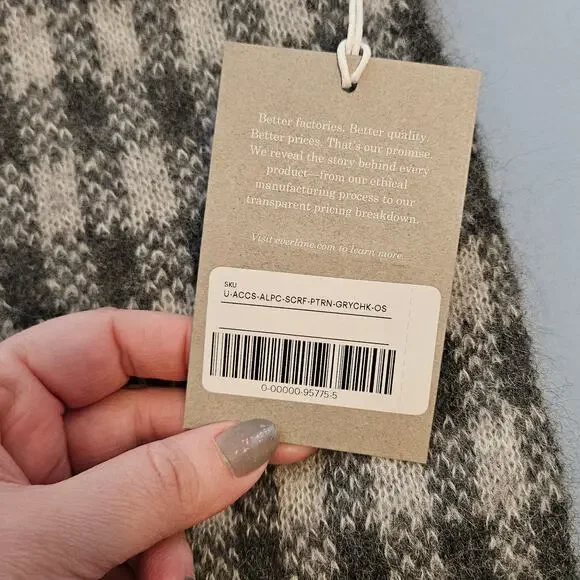 Better factories. Better quality.
Better prices. That's our promise.
We reveal the story behind every
product—from our ethical
manufacturing process to our
transparent pricing breakdown.
Visit everlane.com to learn more.
SKU
U-ACCS-ALPC-SCRF-PTRN-GRYCHK-OS
0-00000-95775-5